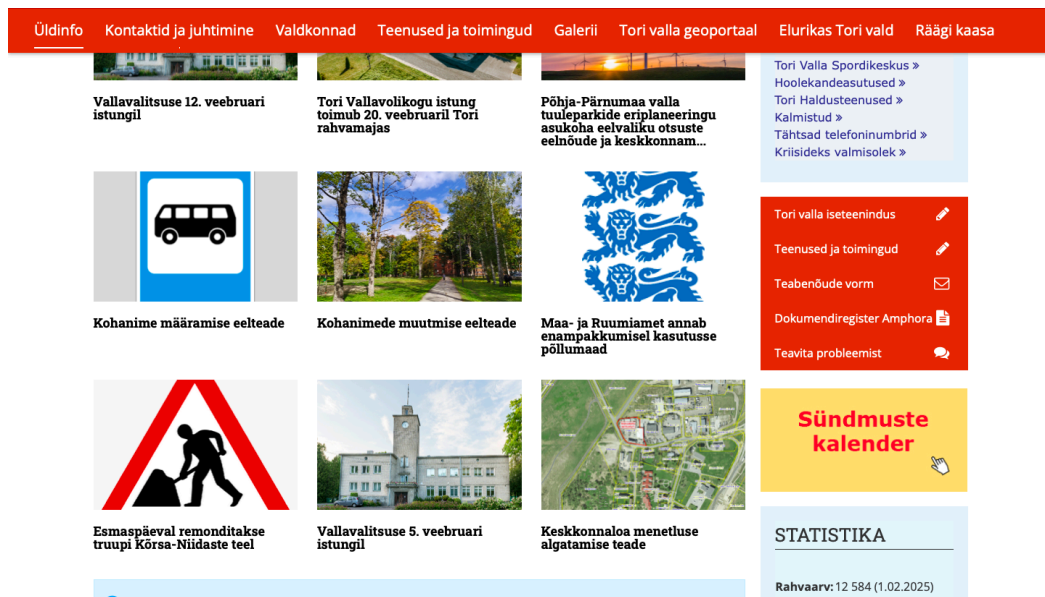 Üldinfo Kontaktid ja juhtimine Valdkonnad Teenused ja toimingud Galerii Tori valla geoportaal Elurikas Tori vald Räägi kaasa
Vallavalitsuse 12. veebruari
istungil
Tori Vallavolikogu istung
toimub 20. veebruaril Tori
rahvamajas
Põhja-Pärnumaa valla
tuuleparkide eriplaneeringu
asukoha eelvaliku otsuste
eelnõude ja keskkonnam...
Kohanime määramise eelteade
Kohanimede muutmise eelteade
Maa- ja Ruumiamet annab
enampakkumisel kasutusse
põllumaad
Esmaspäeval remonditakse
truupi Kõrsa-Niidaste teel
Vallavalitsuse 5. veebruari
istungil
Keskkonnaloa menetluse
algatamise teade
Tori Valla Spordikeskus »
Hoolekandeasutused »
Tori Haldusteenused »
Kalmistud »
Tähtsad telefoninumbrid »
Kriisideks valmisolek »
Tori valla iseteenindus
Teenused ja toimingud
Teabenõude vorm
Dokumendiregister Amphora
Teavita probleemist
Sündmuste
kalender
STATISTIKA
Rahvaarv: 12 584 (1.02.2025)